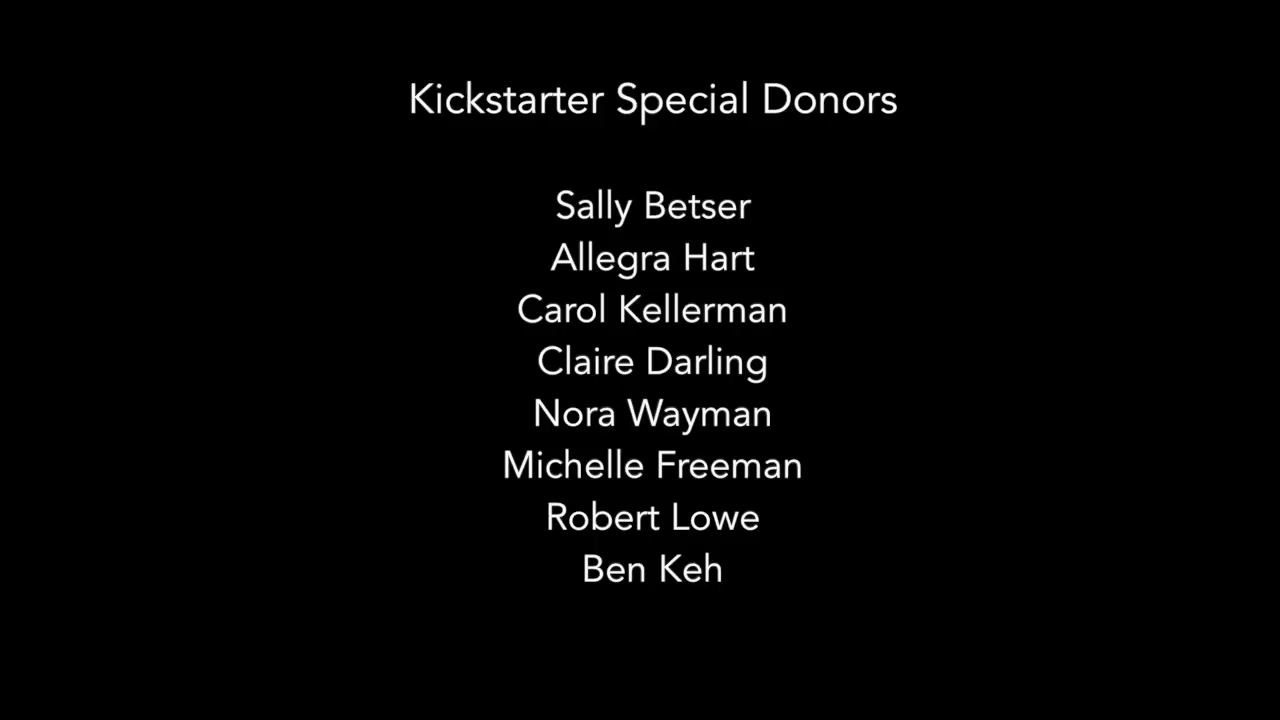 Kickstarter Special Donors
Sally Betser
Allegra Hart
Carol Kellerman
Claire Darling
Nora Wayman
Michelle Freeman
Robert Lowe
Ben Keh